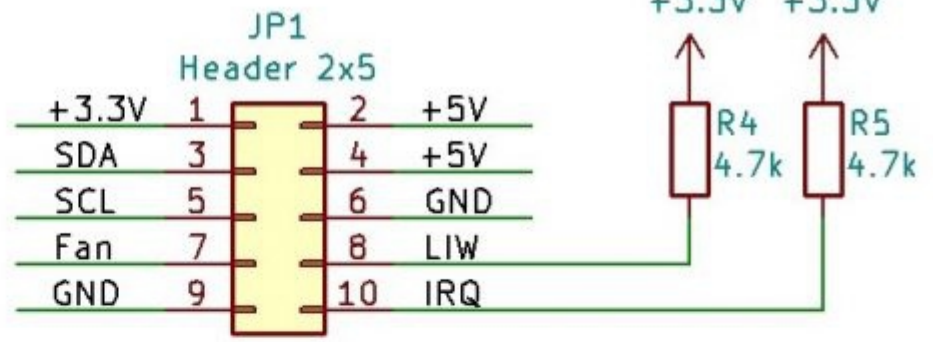 +3.3V +3.3V
JP1
Header 2x5
+3.3V 1 2 +5V
SDA 3 4 +5V
SCL 5 6 GND
Fan 7 8 LIW
GND 9 10 IRQ
R4
4.7k
R5
4.7k